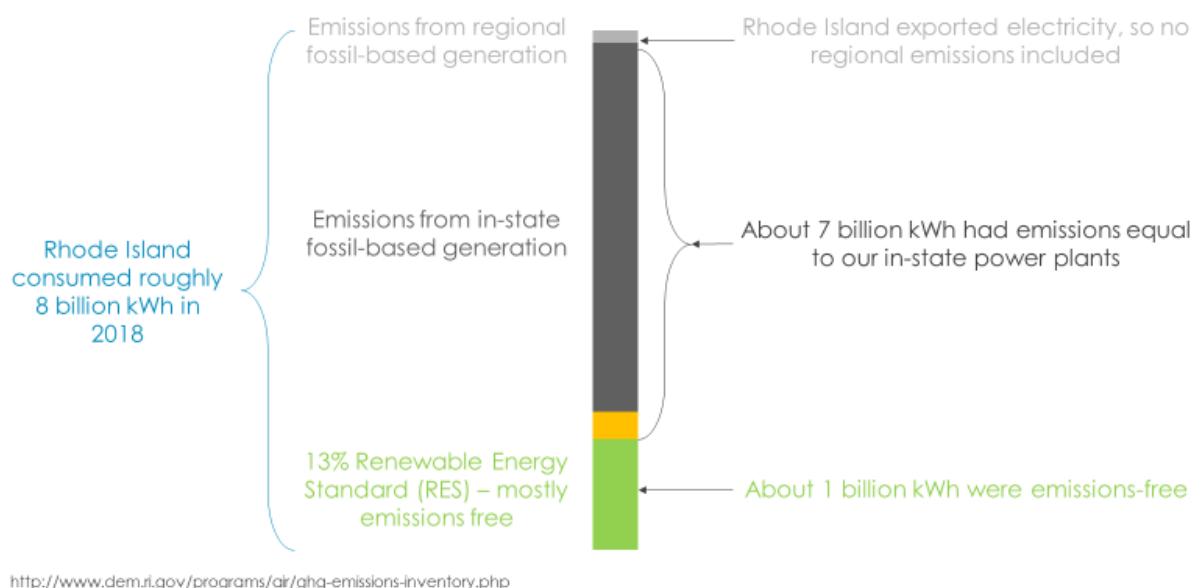 Emissions from regional
fossil-based generation
Rhode Island exported electricity, so no
regional emissions included
Rhode Island
consumed roughly
8 billion kWh in
2018
Emissions from in-state
fossil-based generation
About 7 billion kWh had emissions equal
to our in-state power plants
13% Renewable Energy
Standard (RES) – mostly
emissions free
About 1 billion kWh were emissions-free
http://www.dem.ri.gov/programs/air/ghg-emissions-inventory.php